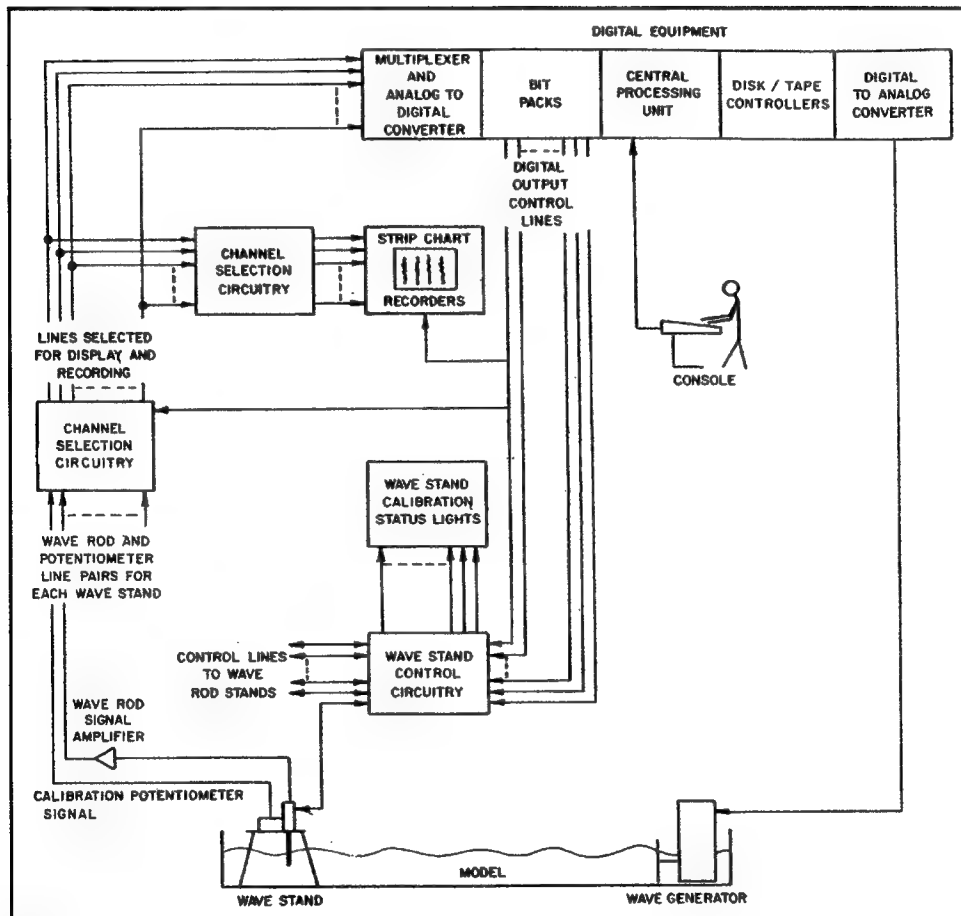 DIGITAL EQUIPMENT
MULTIPLEXER
AND
ANALOG TO
DIGITAL
CONVERTER
BIT
PACKS
CENTRAL
PROCESSING
UNIT
DISK / TAPE
CONTROLLERS
DIGITAL
TO ANALOG
CONVERTER
DIGITAL
OUTPUT
CONTROL
LINES
CHANNEL
SELECTION
CIRCUITRY
STRIP CHART
RECORDERS
LINES SELECTED
FOR DISPLAY AND
RECORDING
CONSOLE
CHANNEL
SELECTION
CIRCUITRY
WAVE STAND
CALIBRATION
STATUS LIGHTS
WAVE ROD AND
POTENTIOMETER
LINE PAIRS FOR
EACH WAVE STAND
CONTROL LINES
TO WAVE
ROD STANDS
WAVE STAND
CONTROL
CIRCUITRY
WAVE ROD
SIGNAL
AMPLIFIER
CALIBRATION POTENTIOMETER
SIGNAL
MODEL
WAVE STAND
WAVE GENERATOR